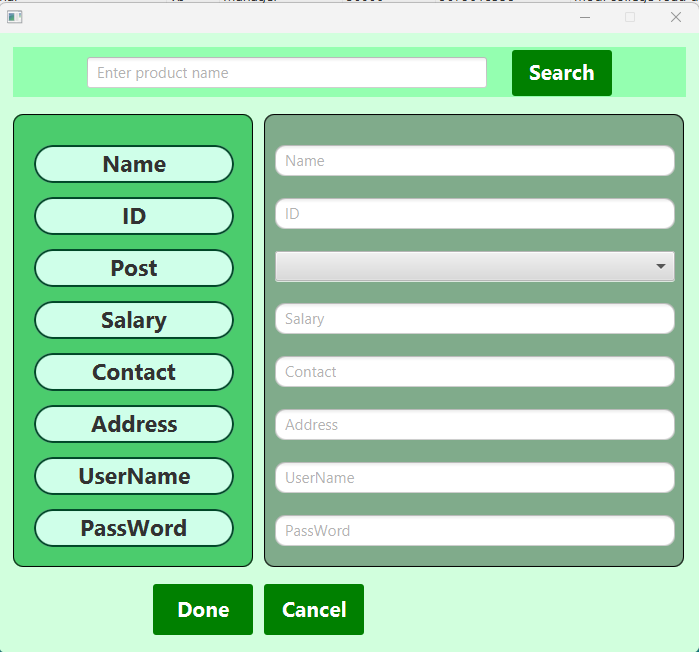 Enter product name
Search
Name
Name
ID
ID
Post
Salary
Salary
Contact
Contact
Address
Address
UserName
UserName
PassWord
PassWord
Done
Cancel